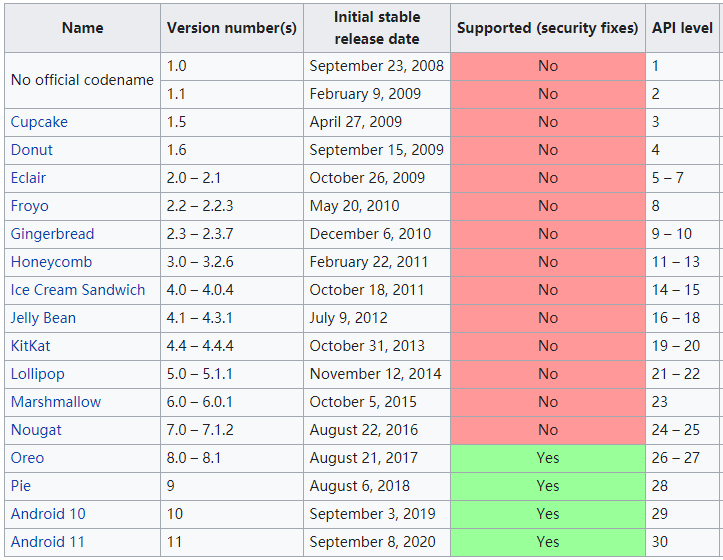 Name Version number(s) Initial stable release date Supported (security fixes) API level
No official codename 1.0 September 23, 2008 No 1
1.1 February 9, 2009 No 2
Cupcake 1.5 April 27, 2009 No 3
Donut 1.6 September 15, 2009 No 4
Eclair 2.0 – 2.1 October 26, 2009 No 5 – 7
Froyo 2.2 – 2.2.3 May 20, 2010 No 8
Gingerbread 2.3 – 2.3.7 December 6, 2010 No 9 – 10
Honeycomb 3.0 – 3.2.6 February 22, 2011 No 11 – 13
Ice Cream Sandwich 4.0 – 4.0.4 October 18, 2011 No 14 – 15
Jelly Bean 4.1 – 4.3.1 July 9, 2012 No 16 – 18
KitKat 4.4 – 4.4.4 October 31, 2013 No 19 – 20
Lollipop 5.0 – 5.1.1 November 12, 2014 No 21 – 22
Marshmallow 6.0 – 6.0.1 October 5, 2015 No 23
Nougat 7.0 – 7.1.2 August 22, 2016 No 24 – 25
Oreo 8.0 – 8.1 August 21, 2017 Yes 26 – 27
Pie 9 August 6, 2018 Yes 28
Android 10 10 September 3, 2019 Yes 29
Android 11 11 September 8, 2020 Yes 30